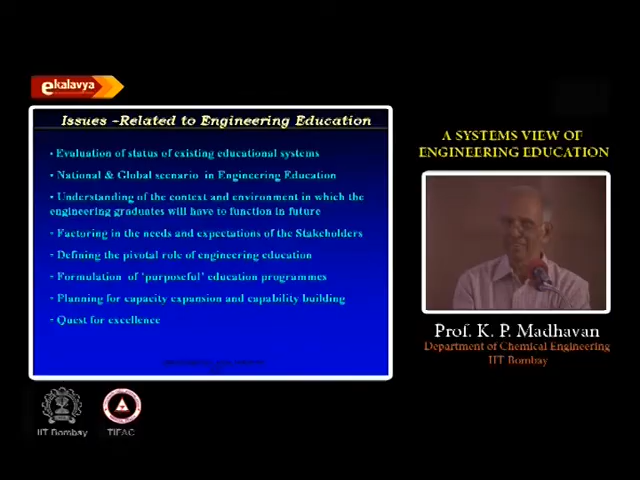 ekalavya
Issues -Related to Engineering Education
- Evaluation of status of existing educational systems
- National & Global scenario in Engineering Education
- Understanding of the context and environment in which the
engineering graduates will have to function in future
- Factoring in the needs and expectations of the Stakeholders
- Defining the pivotal role of engineering education
- Formulation of 'purposeful' education programmes
- Planning for capacity expansion and capability building
- Quest for excellence
A SYSTEMS VIEW OF
ENGINEERING EDUCATION
Prof. K. P. Madhavan
Department of Chemical Engineering
IIT Bombay
IIT Bombay
TIFAC